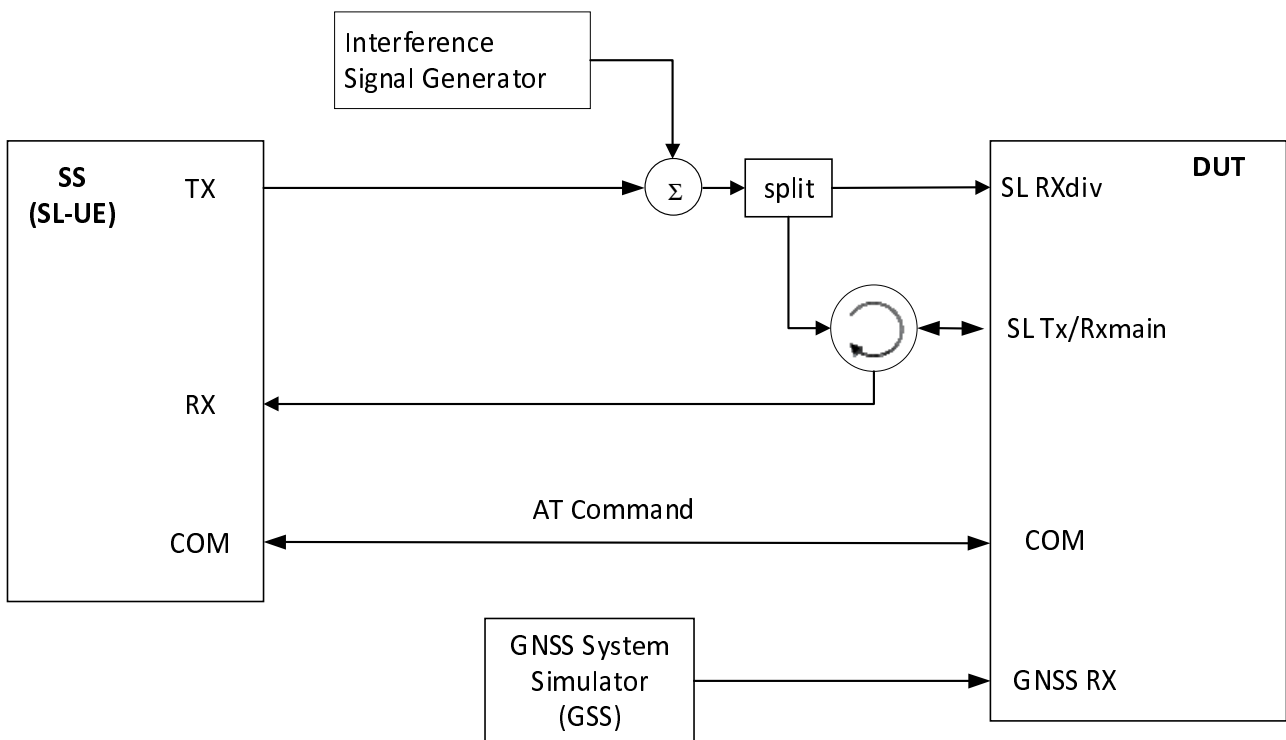 Interference
Signal Generator
SS
(SL-UE)
TX
Σ
split
SL RXdiv
DUT
SL Tx/Rxmain
RX
AT Command
COM
COM
GNSS System
Simulator
(GSS)
GNSS RX